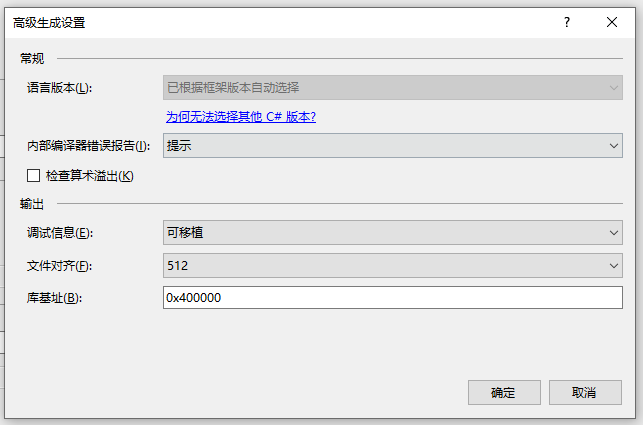 高级生成设置
常规
语言版本(L): 已根据框架版本自动选择
为何无法选择其他 C# 版本?
内部编译器错误报告(I): 提示
检查算术溢出(K)
输出
调试信息(E): 可移植
文件对齐(F): 512
库基址(B): 0x400000
确定 取消